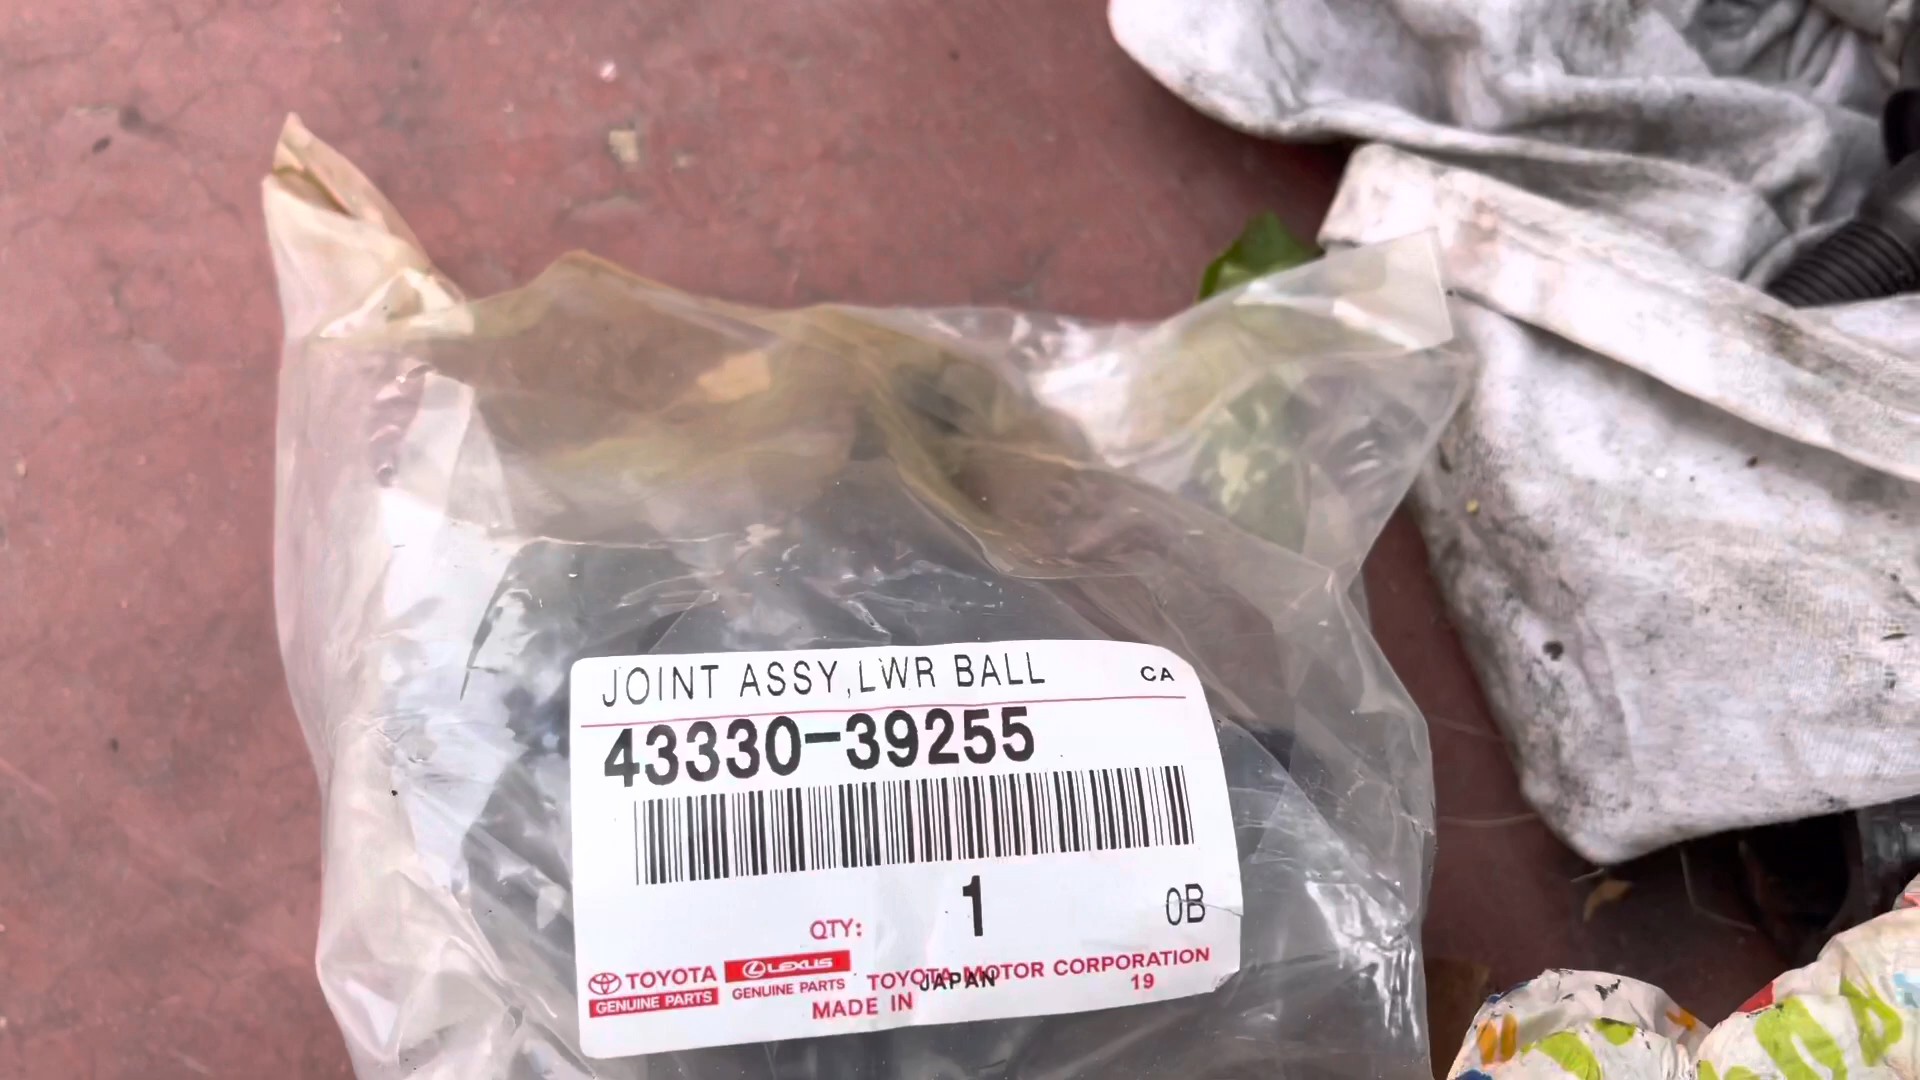 JOINT ASSY,LWR BALL CA
43330-39255
QTY: 1 0B
TOYOTA LEXUS TOYOTA MOTOR CORPORATION
GENUINE PARTS GENUINE PARTS JAPAN 19
MADE IN